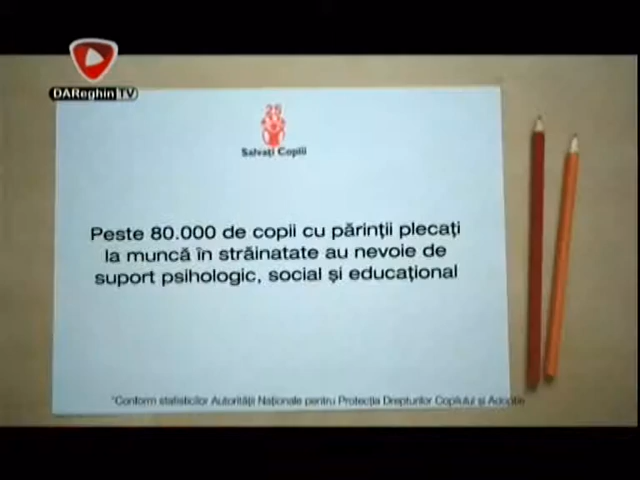 DAReghin TV
25
Salvați Copiii
Peste 80.000 de copii cu părinții plecați
la muncă în străinatate au nevoie de
suport psihologic, social și educațional
*Conform statisticilor Autorității Naționale pentru Protecția Drepturilor Copilului și Adopție